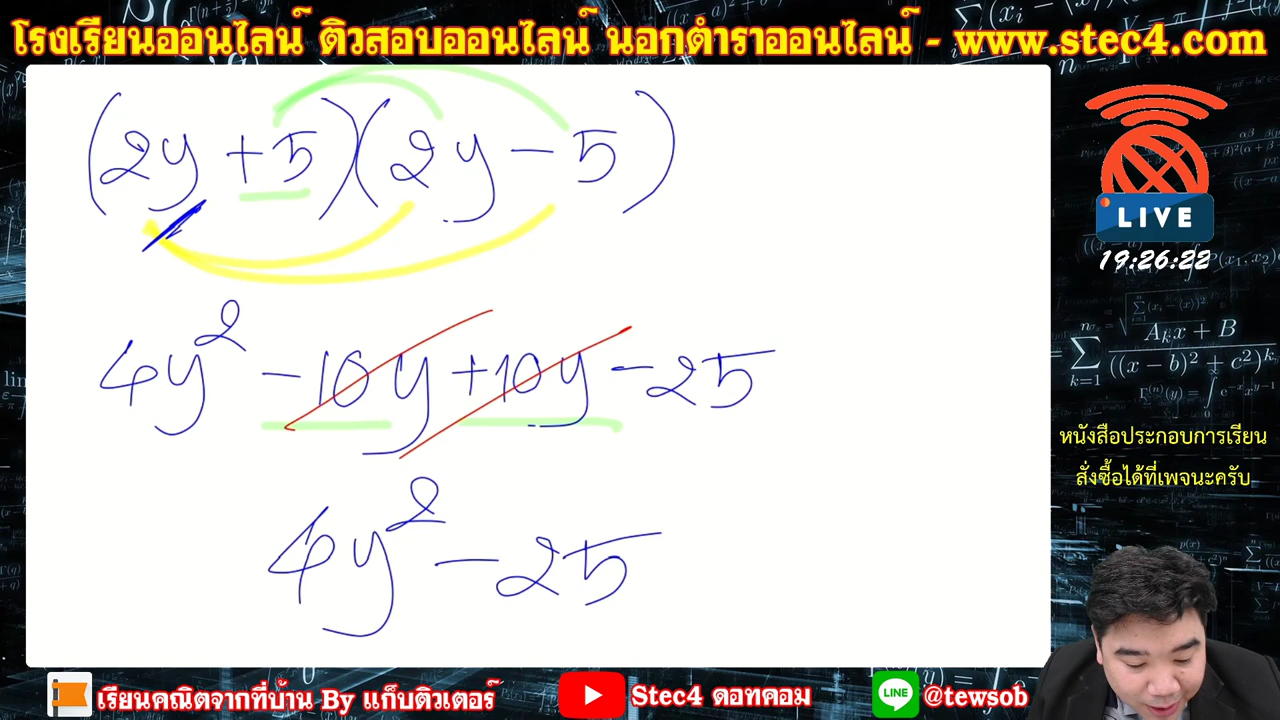 โรงเรียนออนไลน์ ติวสอบออนไลน์ นอกตำราออนไลน์ - www.stec4.com
(2y + 5)(2y - 5)
4y² - 10y + 10y - 25
4y² - 25
LIVE
19:26:22
หนังสือประกอบการเรียน
สั่งซื้อได้ที่เพจนะครับ
เรียนคณิตจากที่บ้าน By แก็บติวเตอร์
Stec4 ดอทคอม
LINE
@tewsob